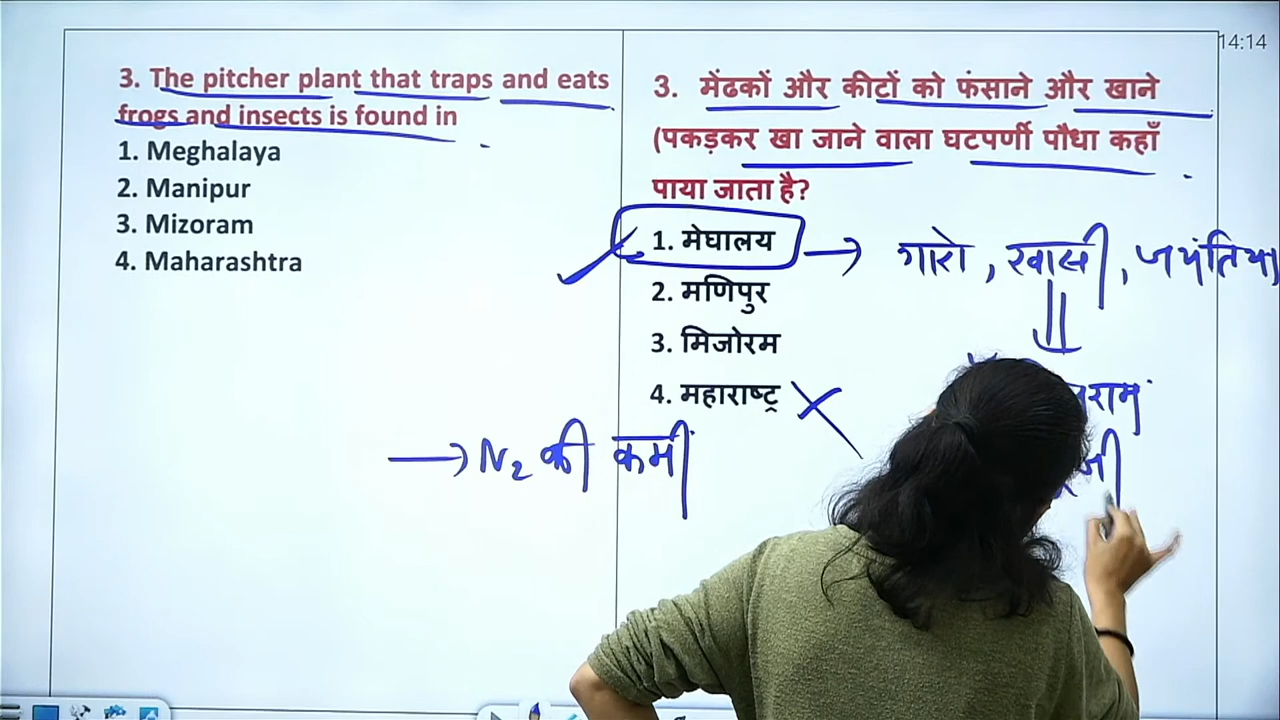 14:14
3. The pitcher plant that traps and eats
frogs and insects is found in
1. Meghalaya
2. Manipur
3. Mizoram
4. Maharashtra
3. मेंढकों और कीटों को फंसाने और खाने
(पकड़कर खा जाने वाला घटपर्णी पौधा कहाँ
पाया जाता है?
1. मेघालय
2. मणिपुर
3. मिजोरम
4. महाराष्ट्र
→ गारो, खासी, जयंतिया
→ N₂ की कमी